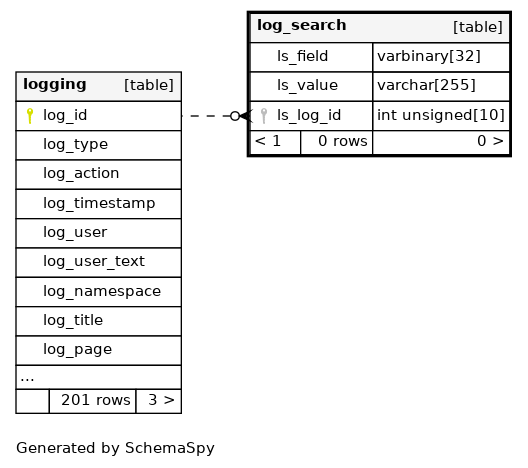 log_search [table]
ls_field varbinary[32]
ls_value varchar[255]
ls_log_id int unsigned[10]
< 1 0 rows 0 >
logging [table]
log_id
log_type
log_action
log_timestamp
log_user
log_user_text
log_namespace
log_title
log_page
...
201 rows 3 >
Generated by SchemaSpy